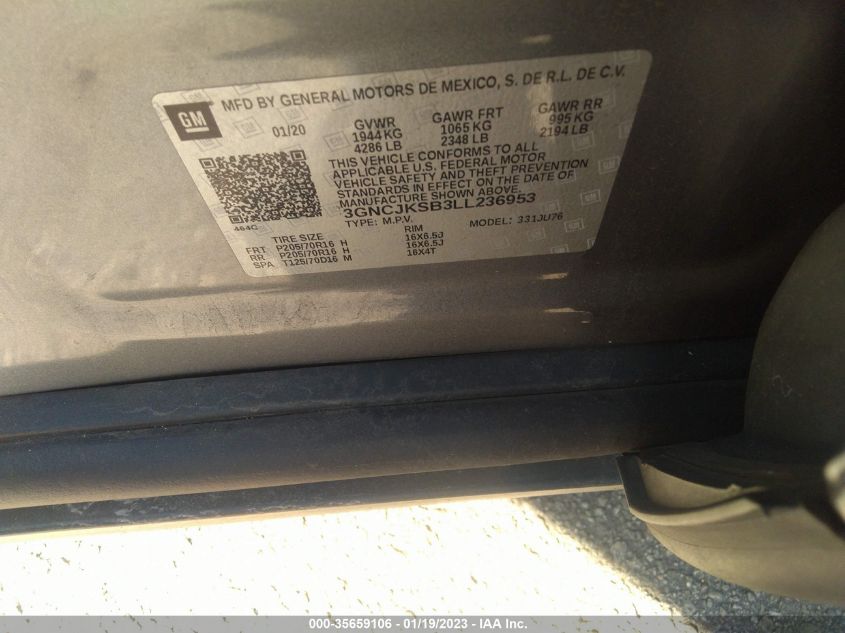 MFD BY GENERAL MOTORS DE MEXICO, S. DE R.L. DE C.V.
GM
01/20 GVWR GAWR FRT GAWR RR
1944 KG 1065 KG 995 KG
4286 LB 2348 LB 2194 LB
THIS VEHICLE CONFORMS TO ALL
APPLICABLE U.S. FEDERAL MOTOR
VEHICLE SAFETY AND THEFT PREVENTION
STANDARDS IN EFFECT ON THE DATE OF
MANUFACTURE SHOWN ABOVE.
3GNCJKSB3LL236953
464G TYPE: M.P.V. MODEL: 331JU76
TIRE SIZE RIM
FRT P205/70R16 H 16X6.5J
RR P205/70R16 H 16X6.5J
SPA T125/70D16 M 16X4T
000-35659106 - 01/19/2023 - IAA Inc.